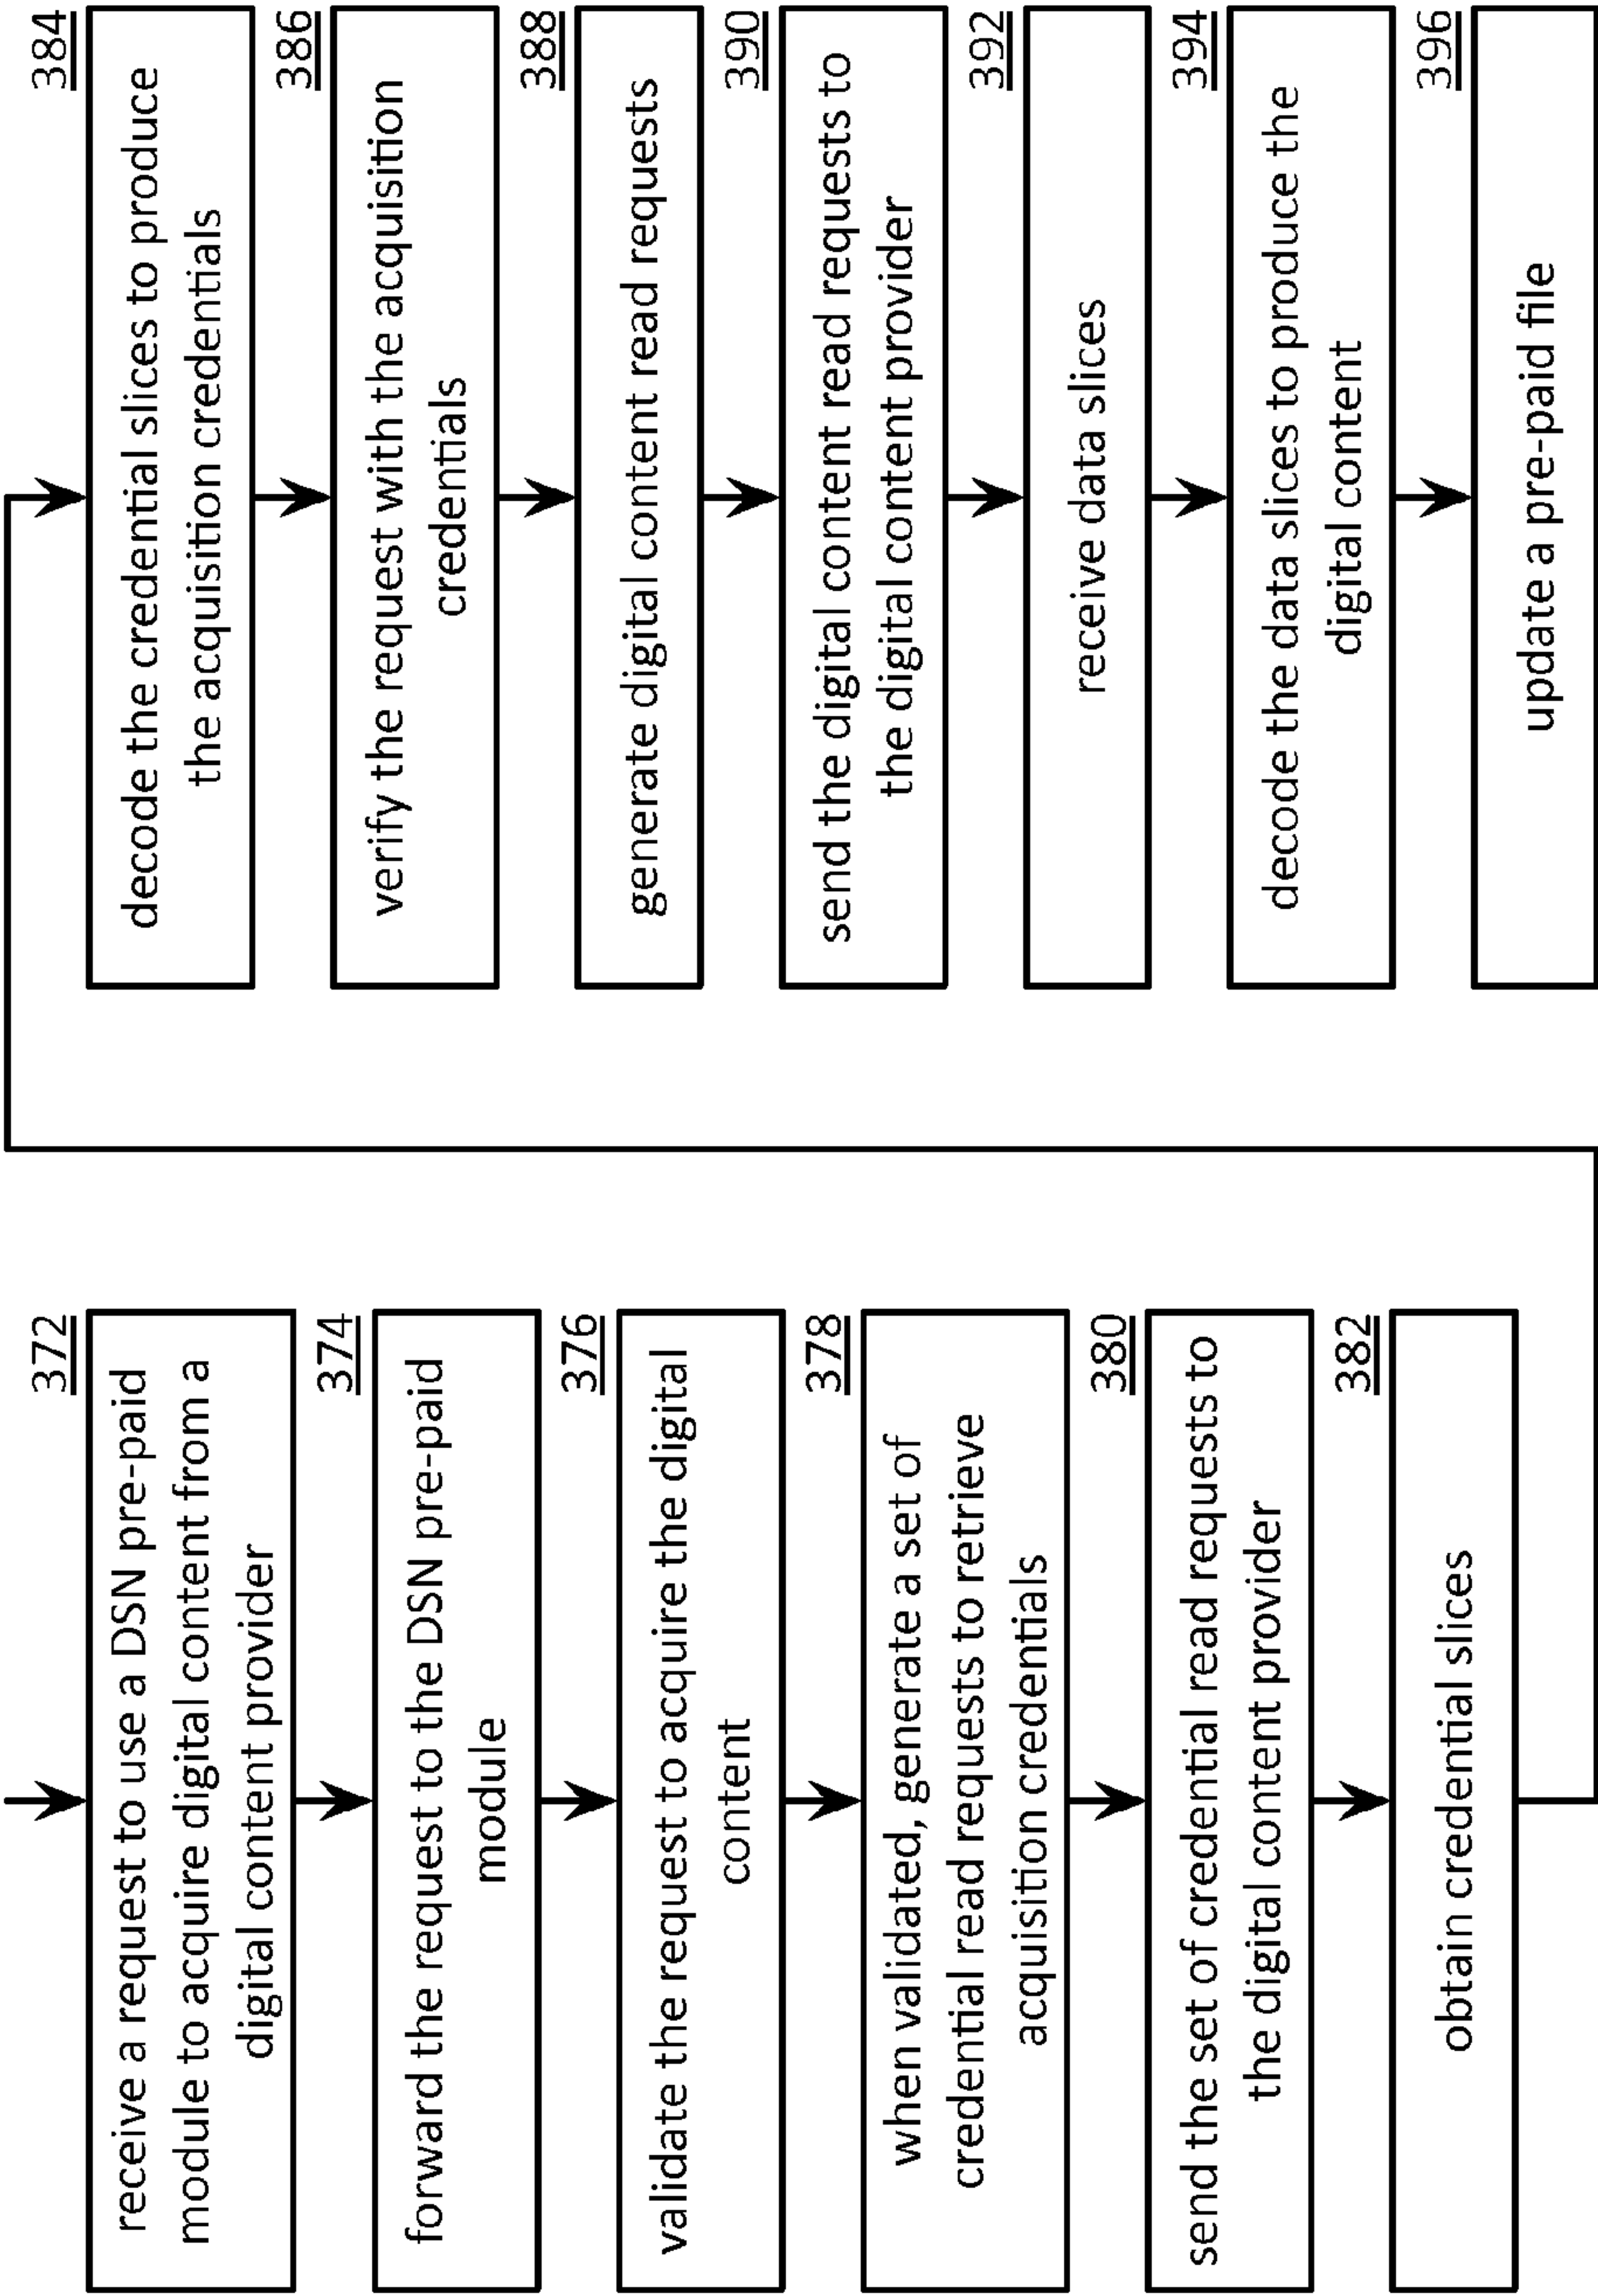 372
receive a request to use a DSN pre-paid
module to acquire digital content from a
digital content provider
374
forward the request to the DSN pre-paid
module
376
validate the request to acquire the digital
content
378
when validated, generate a set of
credential read requests to retrieve
acquisition credentials
380
send the set of credential read requests to
the digital content provider
382
obtain credential slices
384
decode the credential slices to produce
the acquisition credentials
386
verify the request with the acquisition
credentials
388
generate digital content read requests
390
send the digital content read requests to
the digital content provider
392
receive data slices
394
decode the data slices to produce the
digital content
396
update a pre-paid file